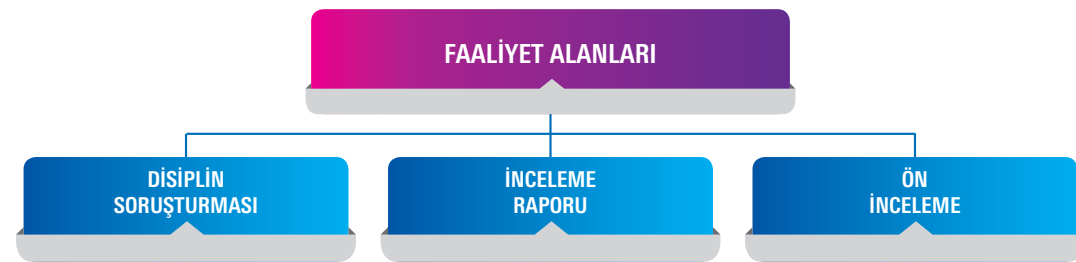 FAALİYET ALANLARI
DİSİPLİN
SORUŞTURMASI
İNCELEME
RAPORU
ÖN
İNCELEME